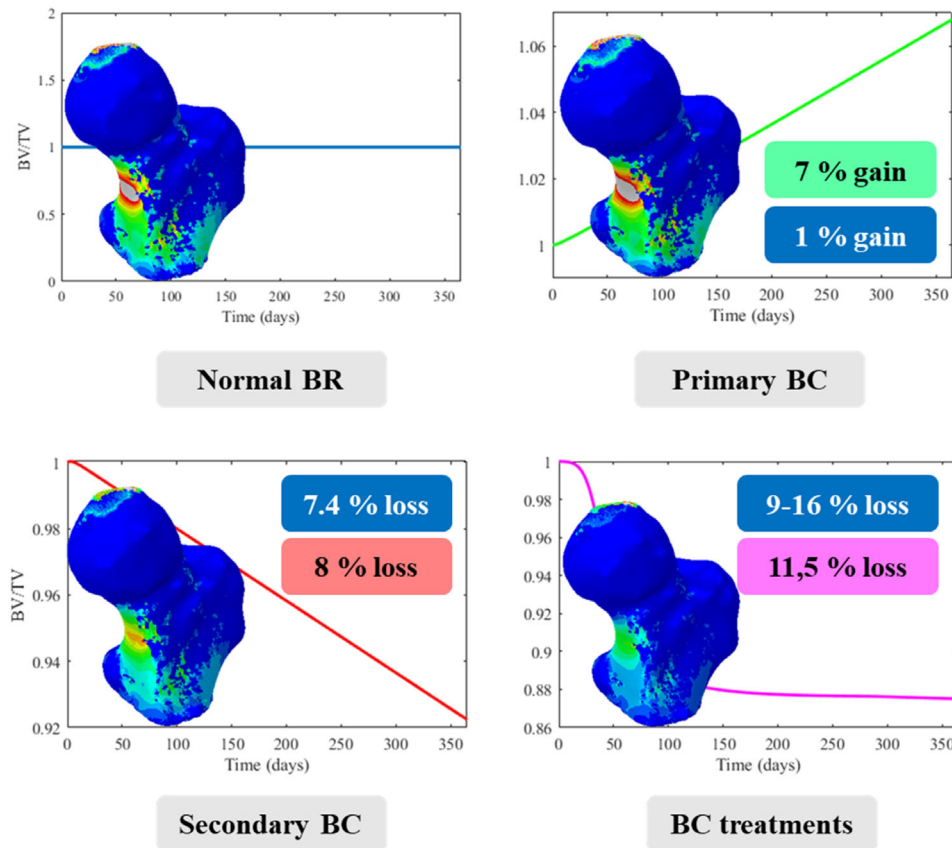 2
1.5
1
0.5
0
BV/TV
0 50 100 150 200 250 300 350
Time (days)
Normal BR
1.06
1.04
1.02
1
7 % gain
1 % gain
0 50 100 150 200 250 300 350
Time (days)
Primary BC
1
0.98
0.96
0.94
0.92
BV/TV
7.4 % loss
8 % loss
0 50 100 150 200 250 300 350
Time (days)
Secondary BC
1
0.98
0.96
0.94
0.92
0.9
0.88
0.86
9-16 % loss
11,5 % loss
0 50 100 150 200 250 300 350
Time (days)
BC treatments